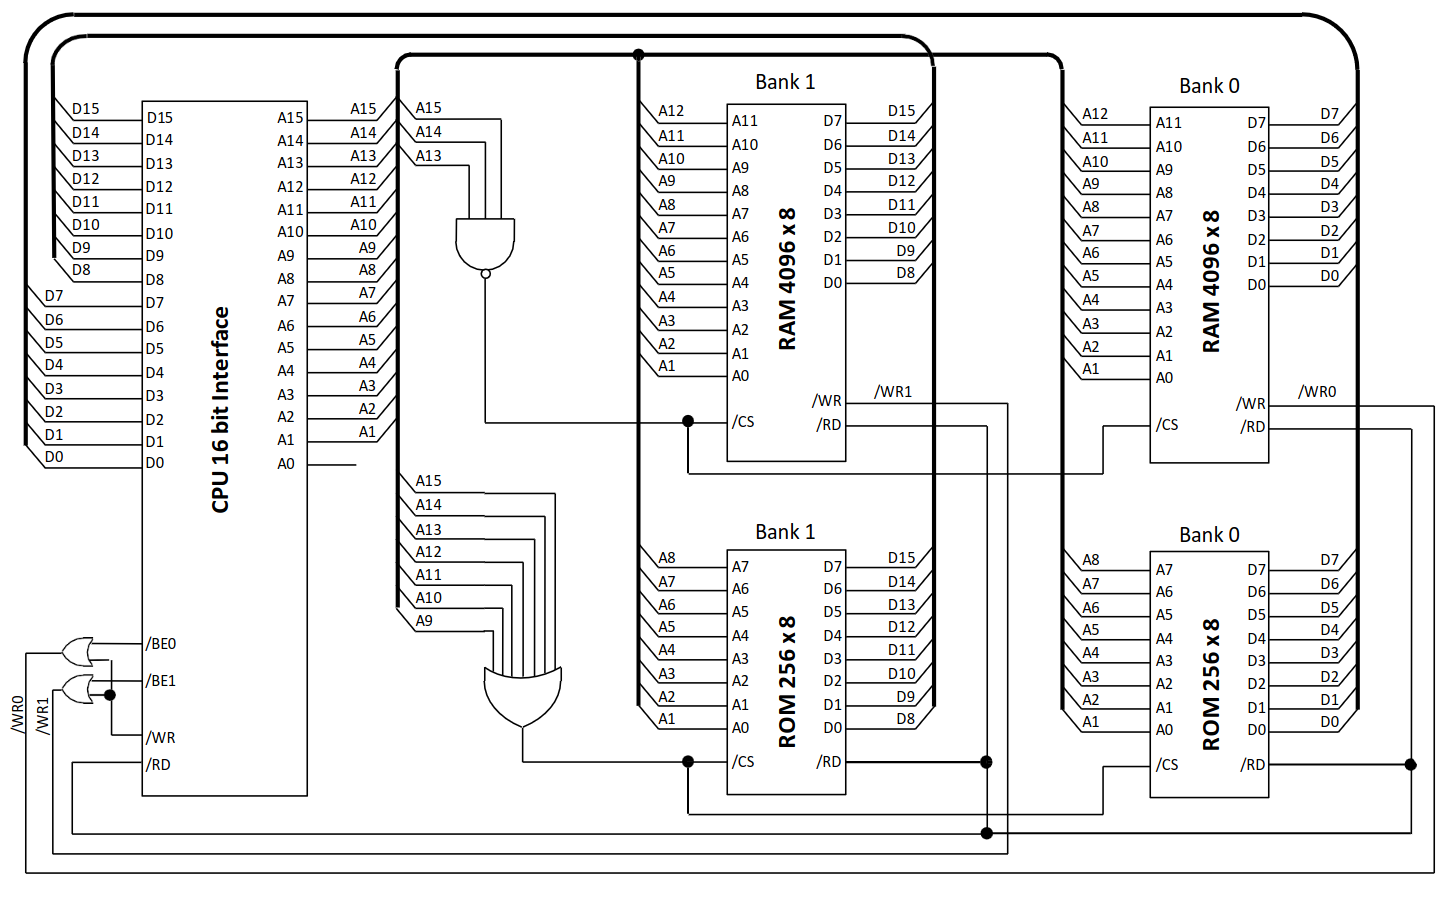 Bank 1
Bank 0
D15
D14
D13
D12
D11
D10
D9
D8
D7
D6
D5
D4
D3
D2
D1
D0
D15
D14
D13
D12
D11
D10
D9
D8
D7
D6
D5
D4
D3
D2
D1
D0
CPU 16 bit Interface
A15
A14
A13
A12
A11
A10
A9
A8
A7
A6
A5
A4
A3
A2
A1
A0
A15
A14
A13
A12
A11
A10
A9
A8
A7
A6
A5
A4
A3
A2
A1
/BE0
/BE1
/WR
/RD
/WR0
/WR1
A15
A14
A13
A15
A14
A13
A12
A11
A10
A9
A12
A11
A10
A9
A8
A7
A6
A5
A4
A3
A2
A1
A11
A10
A9
A8
A7
A6
A5
A4
A3
A2
A1
A0
/CS
RAM 4096 x 8
D7
D6
D5
D4
D3
D2
D1
D0
/WR
/RD
D15
D14
D13
D12
D11
D10
D9
D8
/WR1
A12
A11
A10
A9
A8
A7
A6
A5
A4
A3
A2
A1
A11
A10
A9
A8
A7
A6
A5
A4
A3
A2
A1
A0
/CS
RAM 4096 x 8
D7
D6
D5
D4
D3
D2
D1
D0
/WR
/RD
D7
D6
D5
D4
D3
D2
D1
D0
/WR0
Bank 1
Bank 0
A8
A7
A6
A5
A4
A3
A2
A1
A7
A6
A5
A4
A3
A2
A1
A0
/CS
ROM 256 x 8
D7
D6
D5
D4
D3
D2
D1
D0
/RD
D15
D14
D13
D12
D11
D10
D9
D8
A8
A7
A6
A5
A4
A3
A2
A1
A7
A6
A5
A4
A3
A2
A1
A0
/CS
ROM 256 x 8
D7
D6
D5
D4
D3
D2
D1
D0
/RD
D7
D6
D5
D4
D3
D2
D1
D0